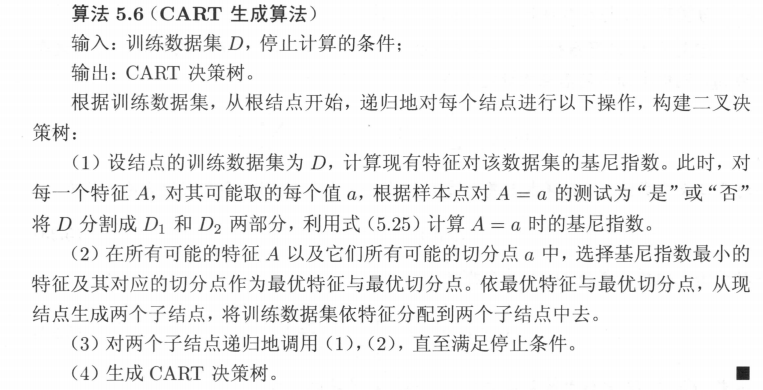 算法 5.6（CART 生成算法）
输入：训练数据集 D，停止计算的条件；
输出：CART 决策树。
根据训练数据集，从根结点开始，递归地对每个结点进行以下操作，构建二叉决
策树：
（1）设结点的训练数据集为 D，计算现有特征对该数据集的基尼指数。此时，对
每一个特征 A，对其可能取的每个值 a，根据样本点对 A = a 的测试为“是”或“否”
将 D 分割成 D₁ 和 D₂ 两部分，利用式（5.25）计算 A = a 时的基尼指数。
（2）在所有可能的特征 A 以及它们所有可能的切分点 a 中，选择基尼指数最小的
特征及其对应的切分点作为最优特征与最优切分点。依最优特征与最优切分点，从现
结点生成两个子结点，将训练数据集依特征分配到两个子结点中去。
（3）对两个子结点递归地调用（1），（2），直至满足停止条件。
（4）生成 CART 决策树。 ■